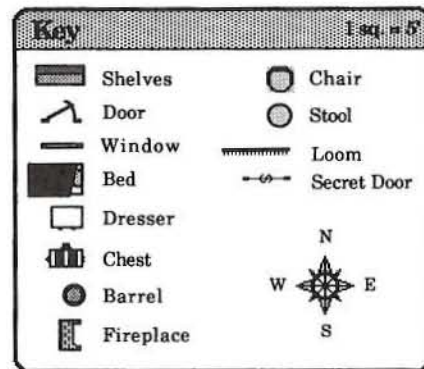 Key 1 sq. = 5'
Shelves
Door
Window
Bed
Dresser
Chest
Barrel
Fireplace
Chair
Stool
Loom
S
Secret Door
N
W E
S